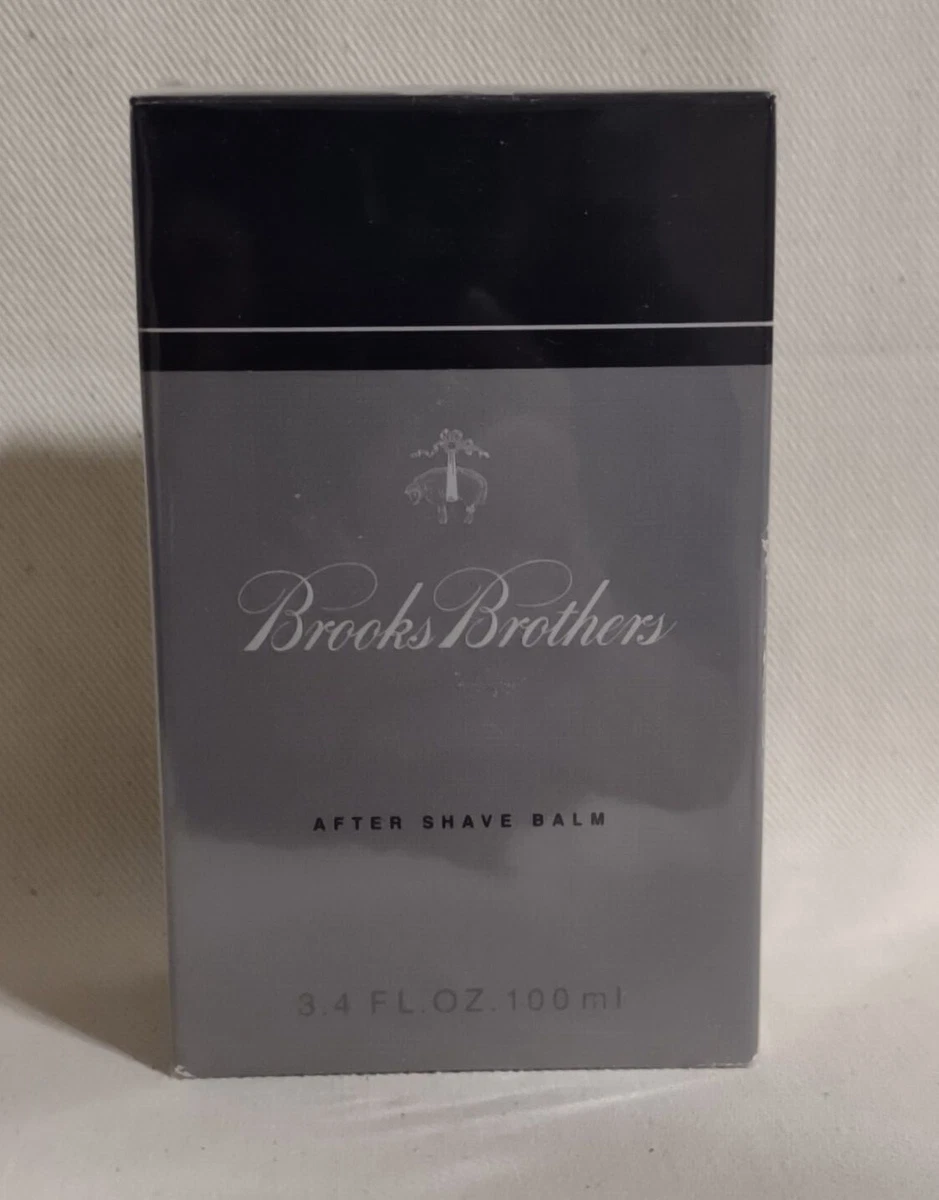 Brooks Brothers
AFTER SHAVE BALM
3.4 FL.OZ.100ml